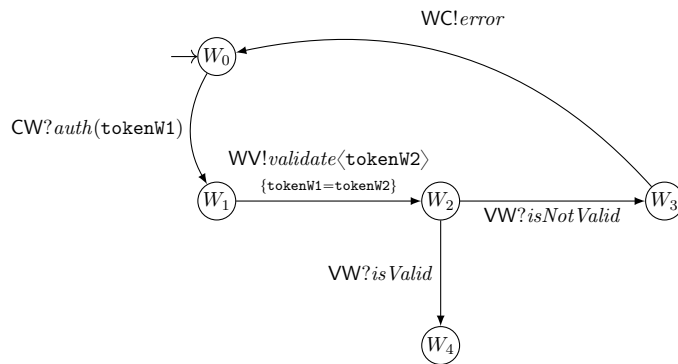 WC!error
W0
CW?auth(tokenW1)
WV!validate⟨tokenW2⟩
{tokenW1=tokenW2}
W1
W2
W3
VW?isNotValid
VW?isValid
W4